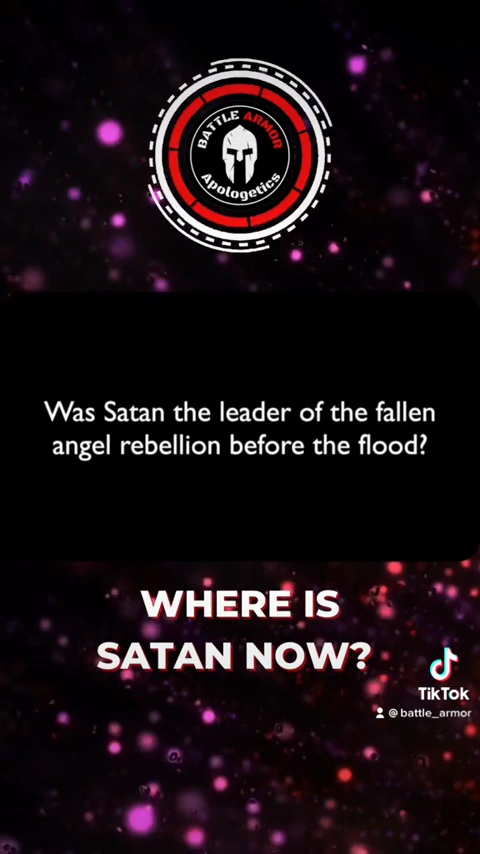 BATTLE ARMOR
Apologetics
Was Satan the leader of the fallen
angel rebellion before the flood?
WHERE IS
SATAN NOW?
TikTok
@battle_armor